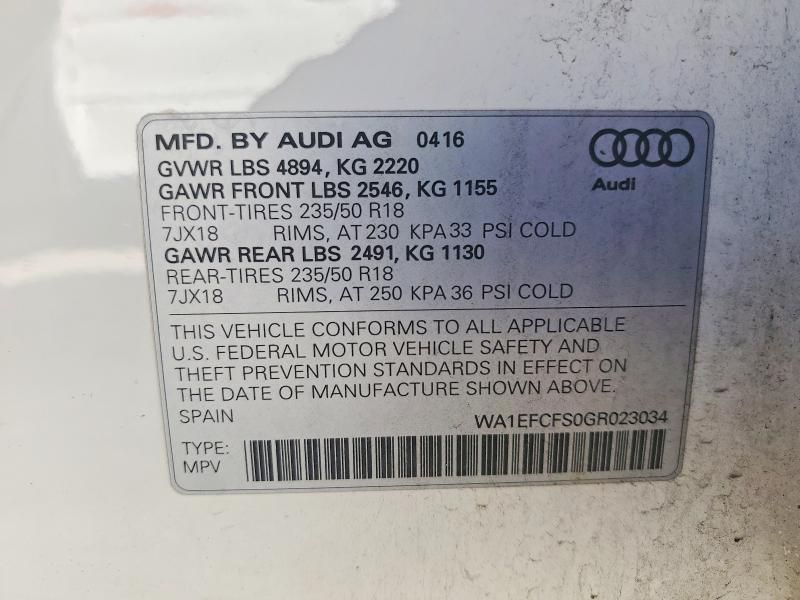 MFD. BY AUDI AG 0416
GVWR LBS 4894, KG 2220
GAWR FRONT LBS 2546, KG 1155
FRONT-TIRES 235/50 R18
7JX18 RIMS, AT 230 KPA 33 PSI COLD
GAWR REAR LBS 2491, KG 1130
REAR-TIRES 235/50 R18
7JX18 RIMS, AT 250 KPA 36 PSI COLD
Audi
THIS VEHICLE CONFORMS TO ALL APPLICABLE
U.S. FEDERAL MOTOR VEHICLE SAFETY AND
THEFT PREVENTION STANDARDS IN EFFECT ON
THE DATE OF MANUFACTURE SHOWN ABOVE.
SPAIN WA1EFCFS0GR023034
TYPE:
MPV